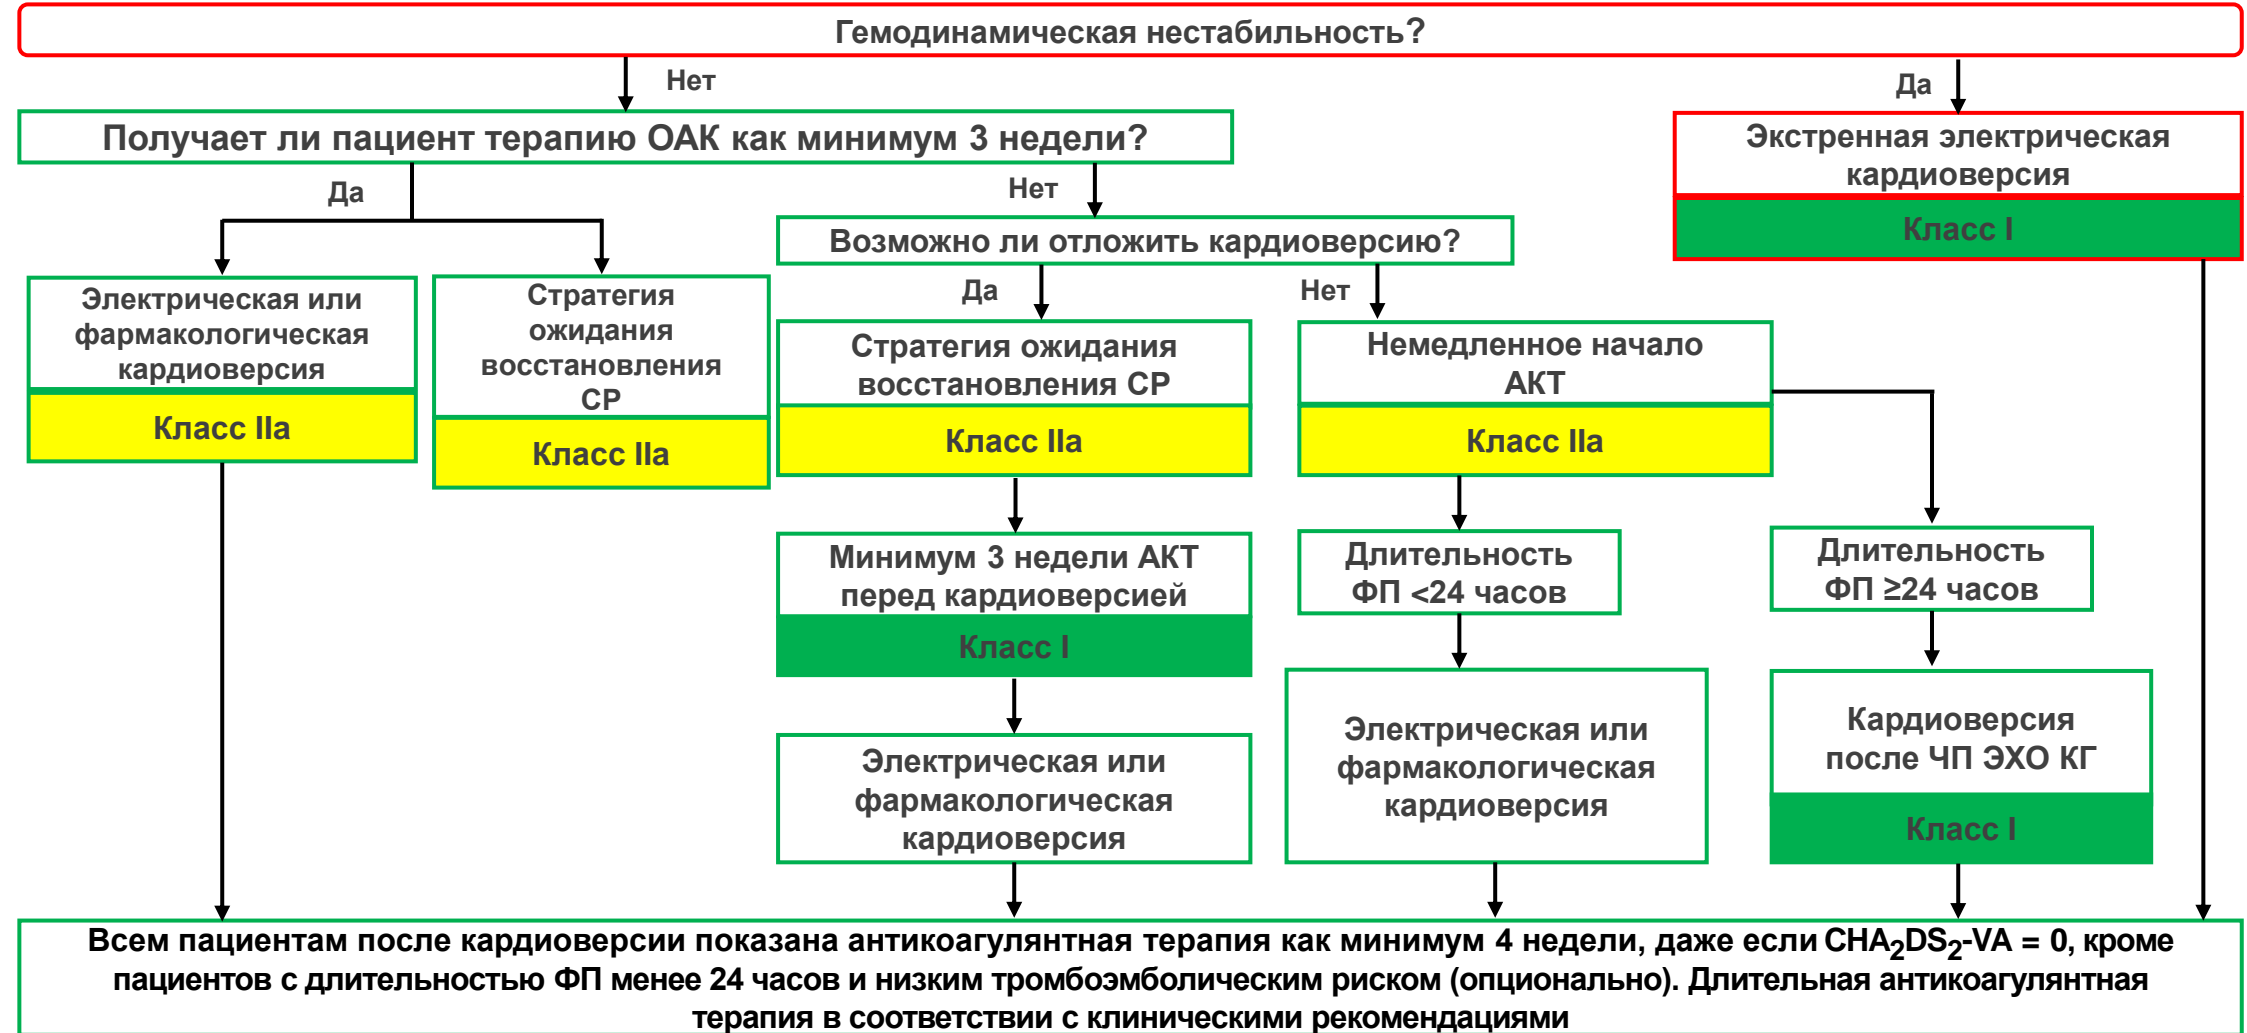 Гемодинамическая нестабильность?
Нет
Да
Получает ли пациент терапию ОАК как минимум 3 недели?
Экстренная электрическая
кардиоверсия
Класс I
Да
Нет
Возможно ли отложить кардиоверсию?
Да
Нет
Электрическая или
фармакологическая
кардиоверсия
Класс IIa
Стратегия
ожидания
восстановления
СР
Класс IIa
Стратегия ожидания
восстановления СР
Класс IIa
Немедленное начало
АКТ
Класс IIa
Минимум 3 недели АКТ
перед кардиоверсией
Класс I
Длительность
ФП <24 часов
Длительность
ФП ≥24 часов
Электрическая или
фармакологическая
кардиоверсия
Электрическая или
фармакологическая
кардиоверсия
Кардиоверсия
после ЧП ЭХО КГ
Класс I
Всем пациентам после кардиоверсии показана антикоагулянтная терапия как минимум 4 недели, даже если CHA₂DS₂-VA = 0, кроме
пациентов с длительностью ФП менее 24 часов и низким тромбоэмболическим риском (опционально). Длительная антикоагулянтная
терапия в соответствии с клиническими рекомендациями